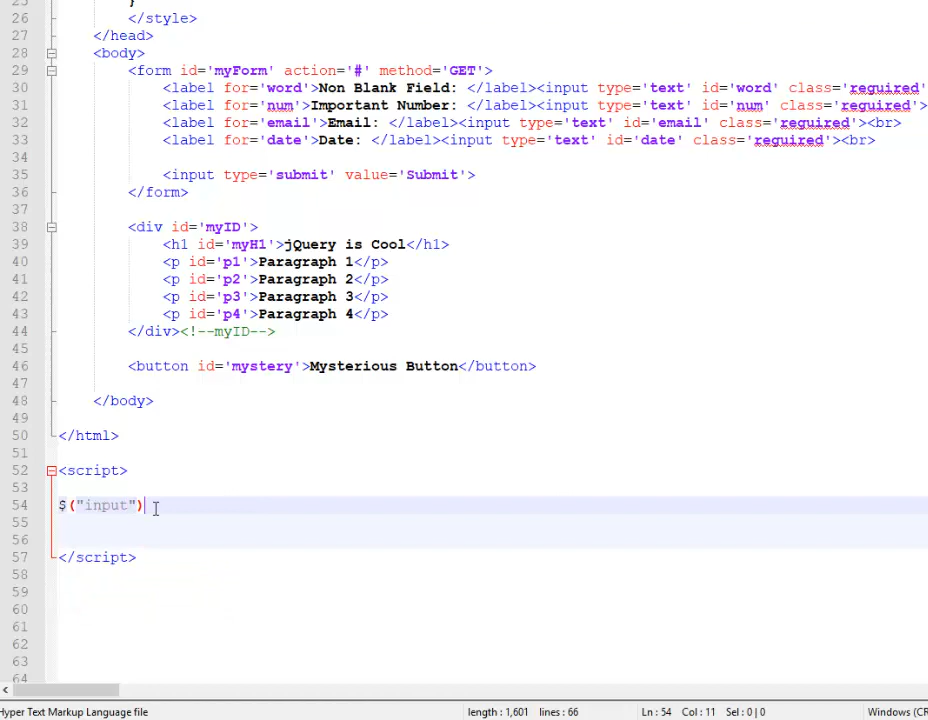 25 }
26 </style>
27 </head>
28 <body>
29 <form id='myForm' action='#' method='GET'>
30 <label for='word'>Non Blank Field: </label><input type='text' id='word' class='reguired'
31 <label for='num'>Important Number: </label><input type='text' id='num' class='reguired'>
32 <label for='email'>Email: </label><input type='text' id='email' class='reguired'><br>
33 <label for='date'>Date: </label><input type='text' id='date' class='reguired'><br>
34
35 <input type='submit' value='Submit'>
36 </form>
37
38 <div id='myID'>
39 <h1 id='myH1'>jQuery is Cool</h1>
40 <p id='p1'>Paragraph 1</p>
41 <p id='p2'>Paragraph 2</p>
42 <p id='p3'>Paragraph 3</p>
43 <p id='p4'>Paragraph 4</p>
44 </div><!--myID-->
45
46 <button id='mystery'>Mysterious Button</button>
47
48 </body>
49
50 </html>
51
52 <script>
53
54 $("input")
55
56
57 </script>
58
59
60
61
62
63
64
Hyper Text Markup Language file length : 1,601 lines : 66 Ln : 54 Col : 11 Sel : 0 | 0 Windows (CR